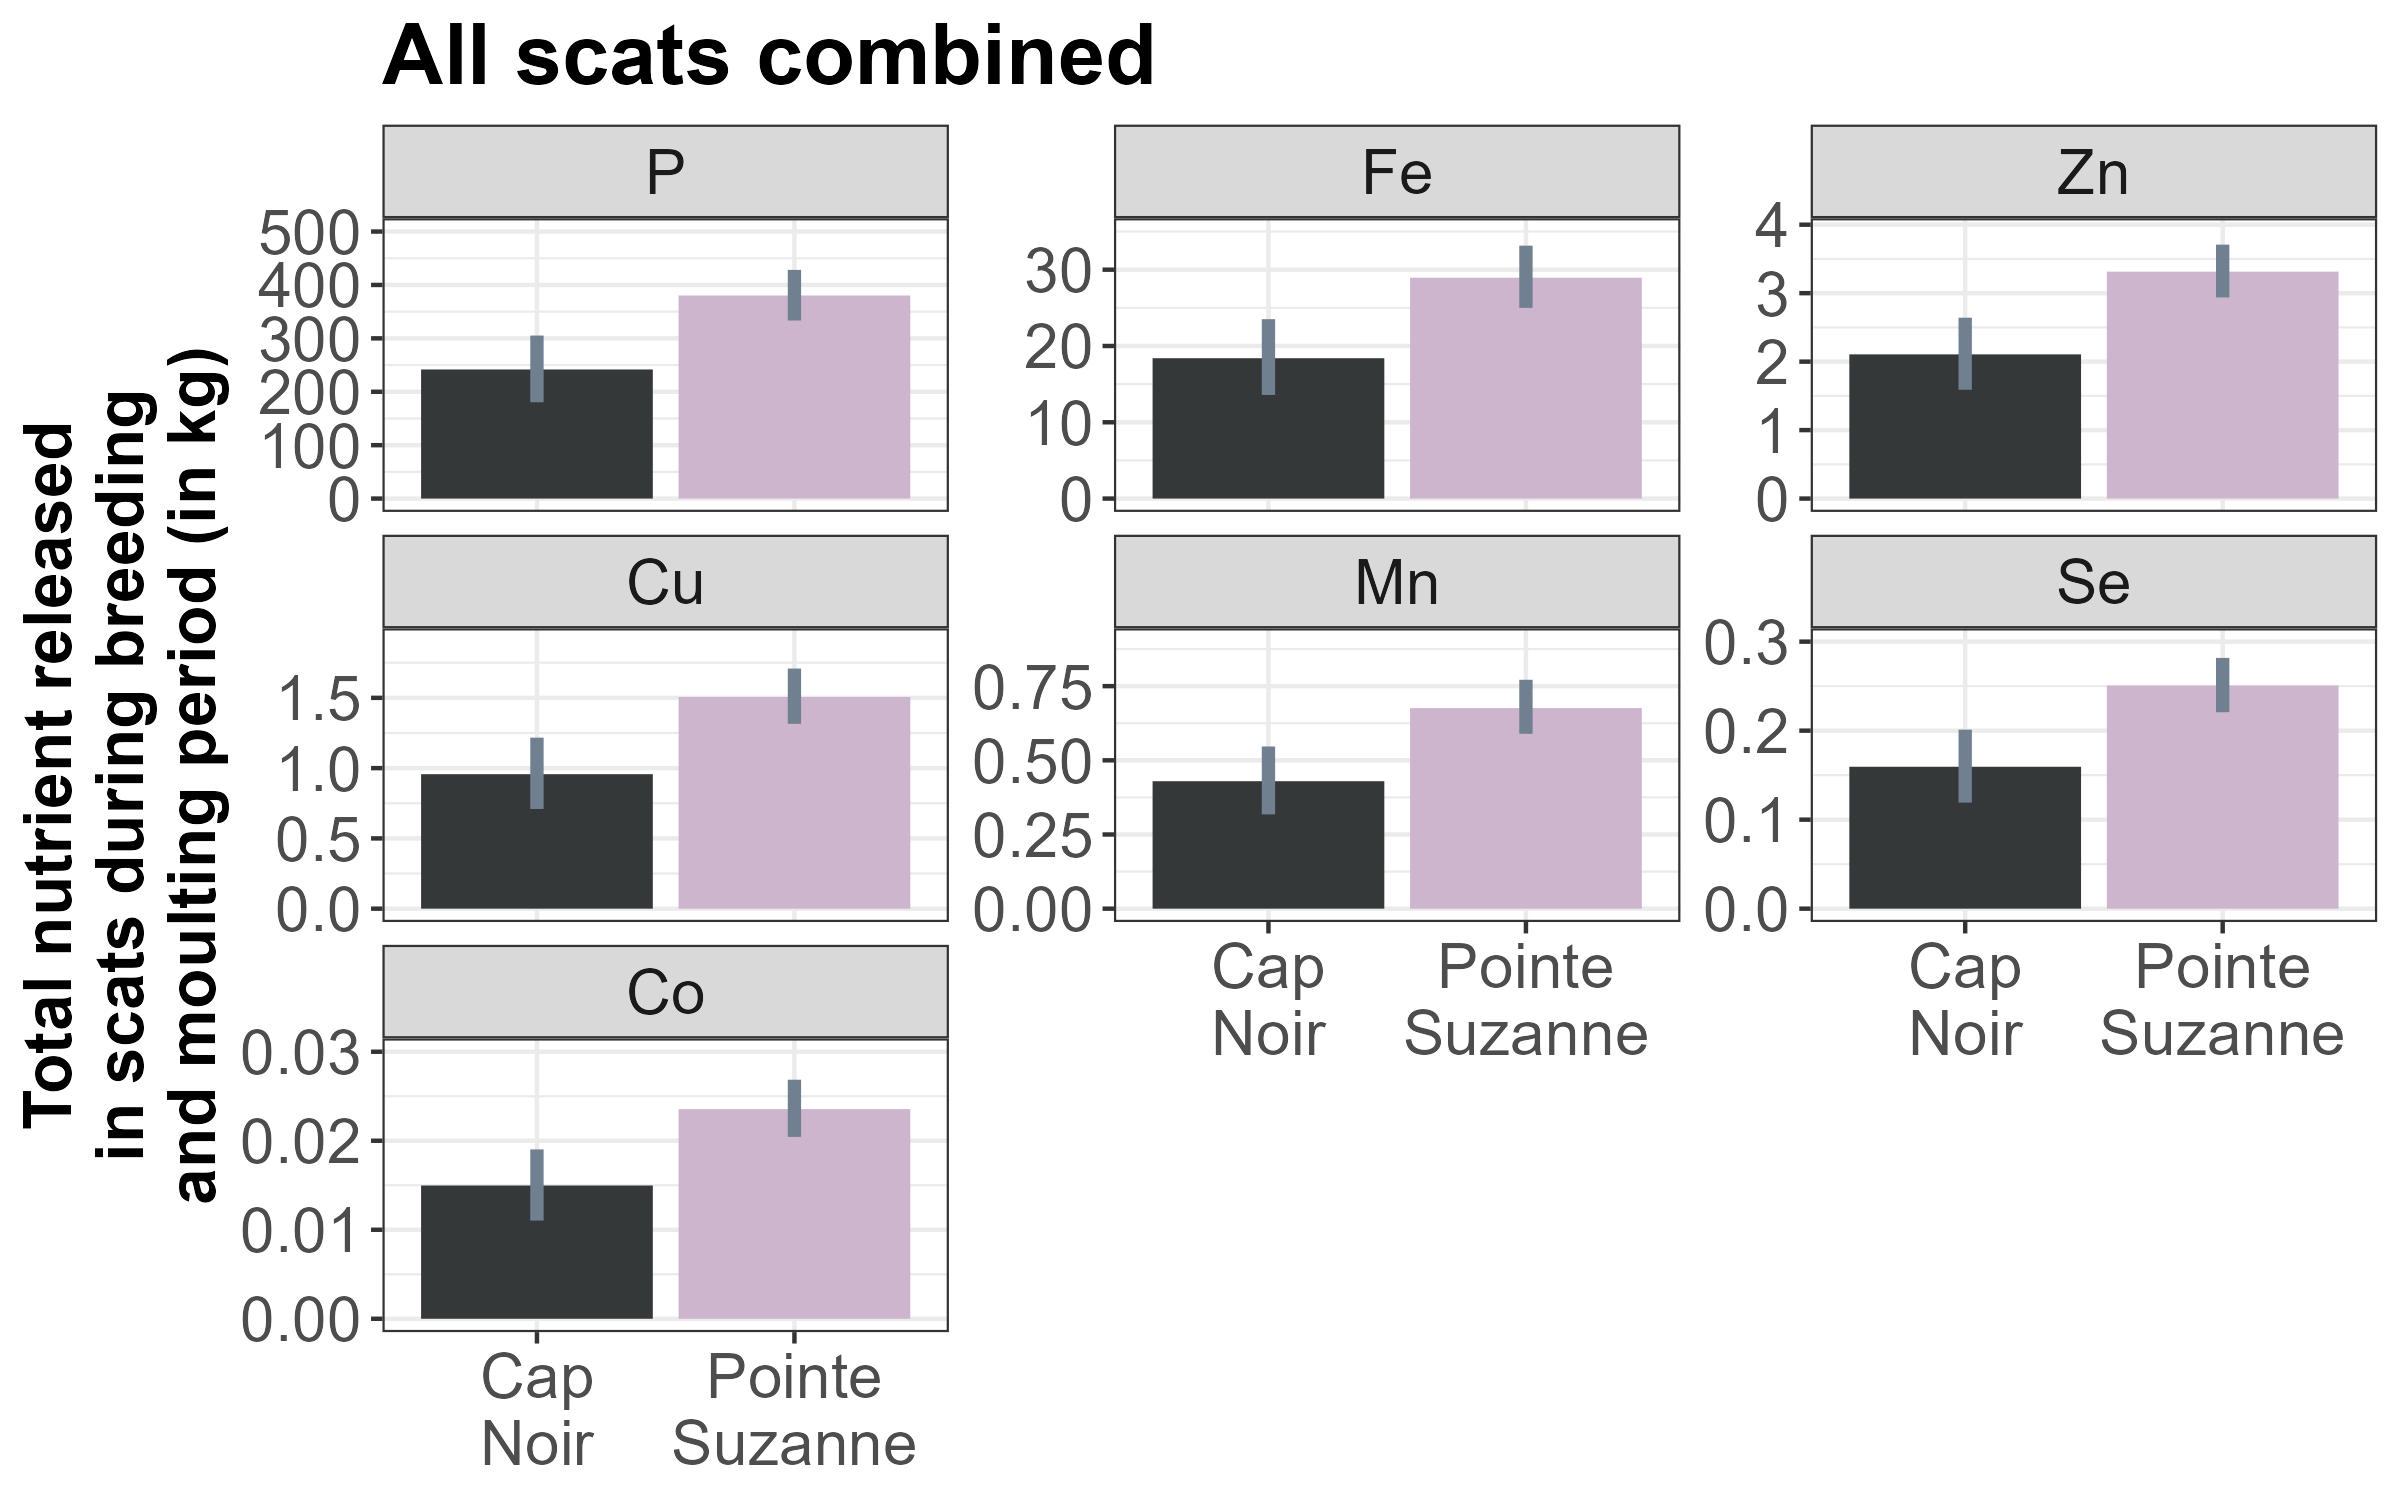 All scats combined
Total nutrient released
in scats during breeding
and moulting period (in kg)
P
500
400
300
200
100
0
Fe
30
20
10
0
Zn
4
3
2
1
0
Cu
1.5
1.0
0.5
0.0
Mn
0.75
0.50
0.25
0.00
Cap
Noir
Pointe
Suzanne
Se
0.3
0.2
0.1
0.0
Cap
Noir
Pointe
Suzanne
Co
0.03
0.02
0.01
0.00
Cap
Noir
Pointe
Suzanne